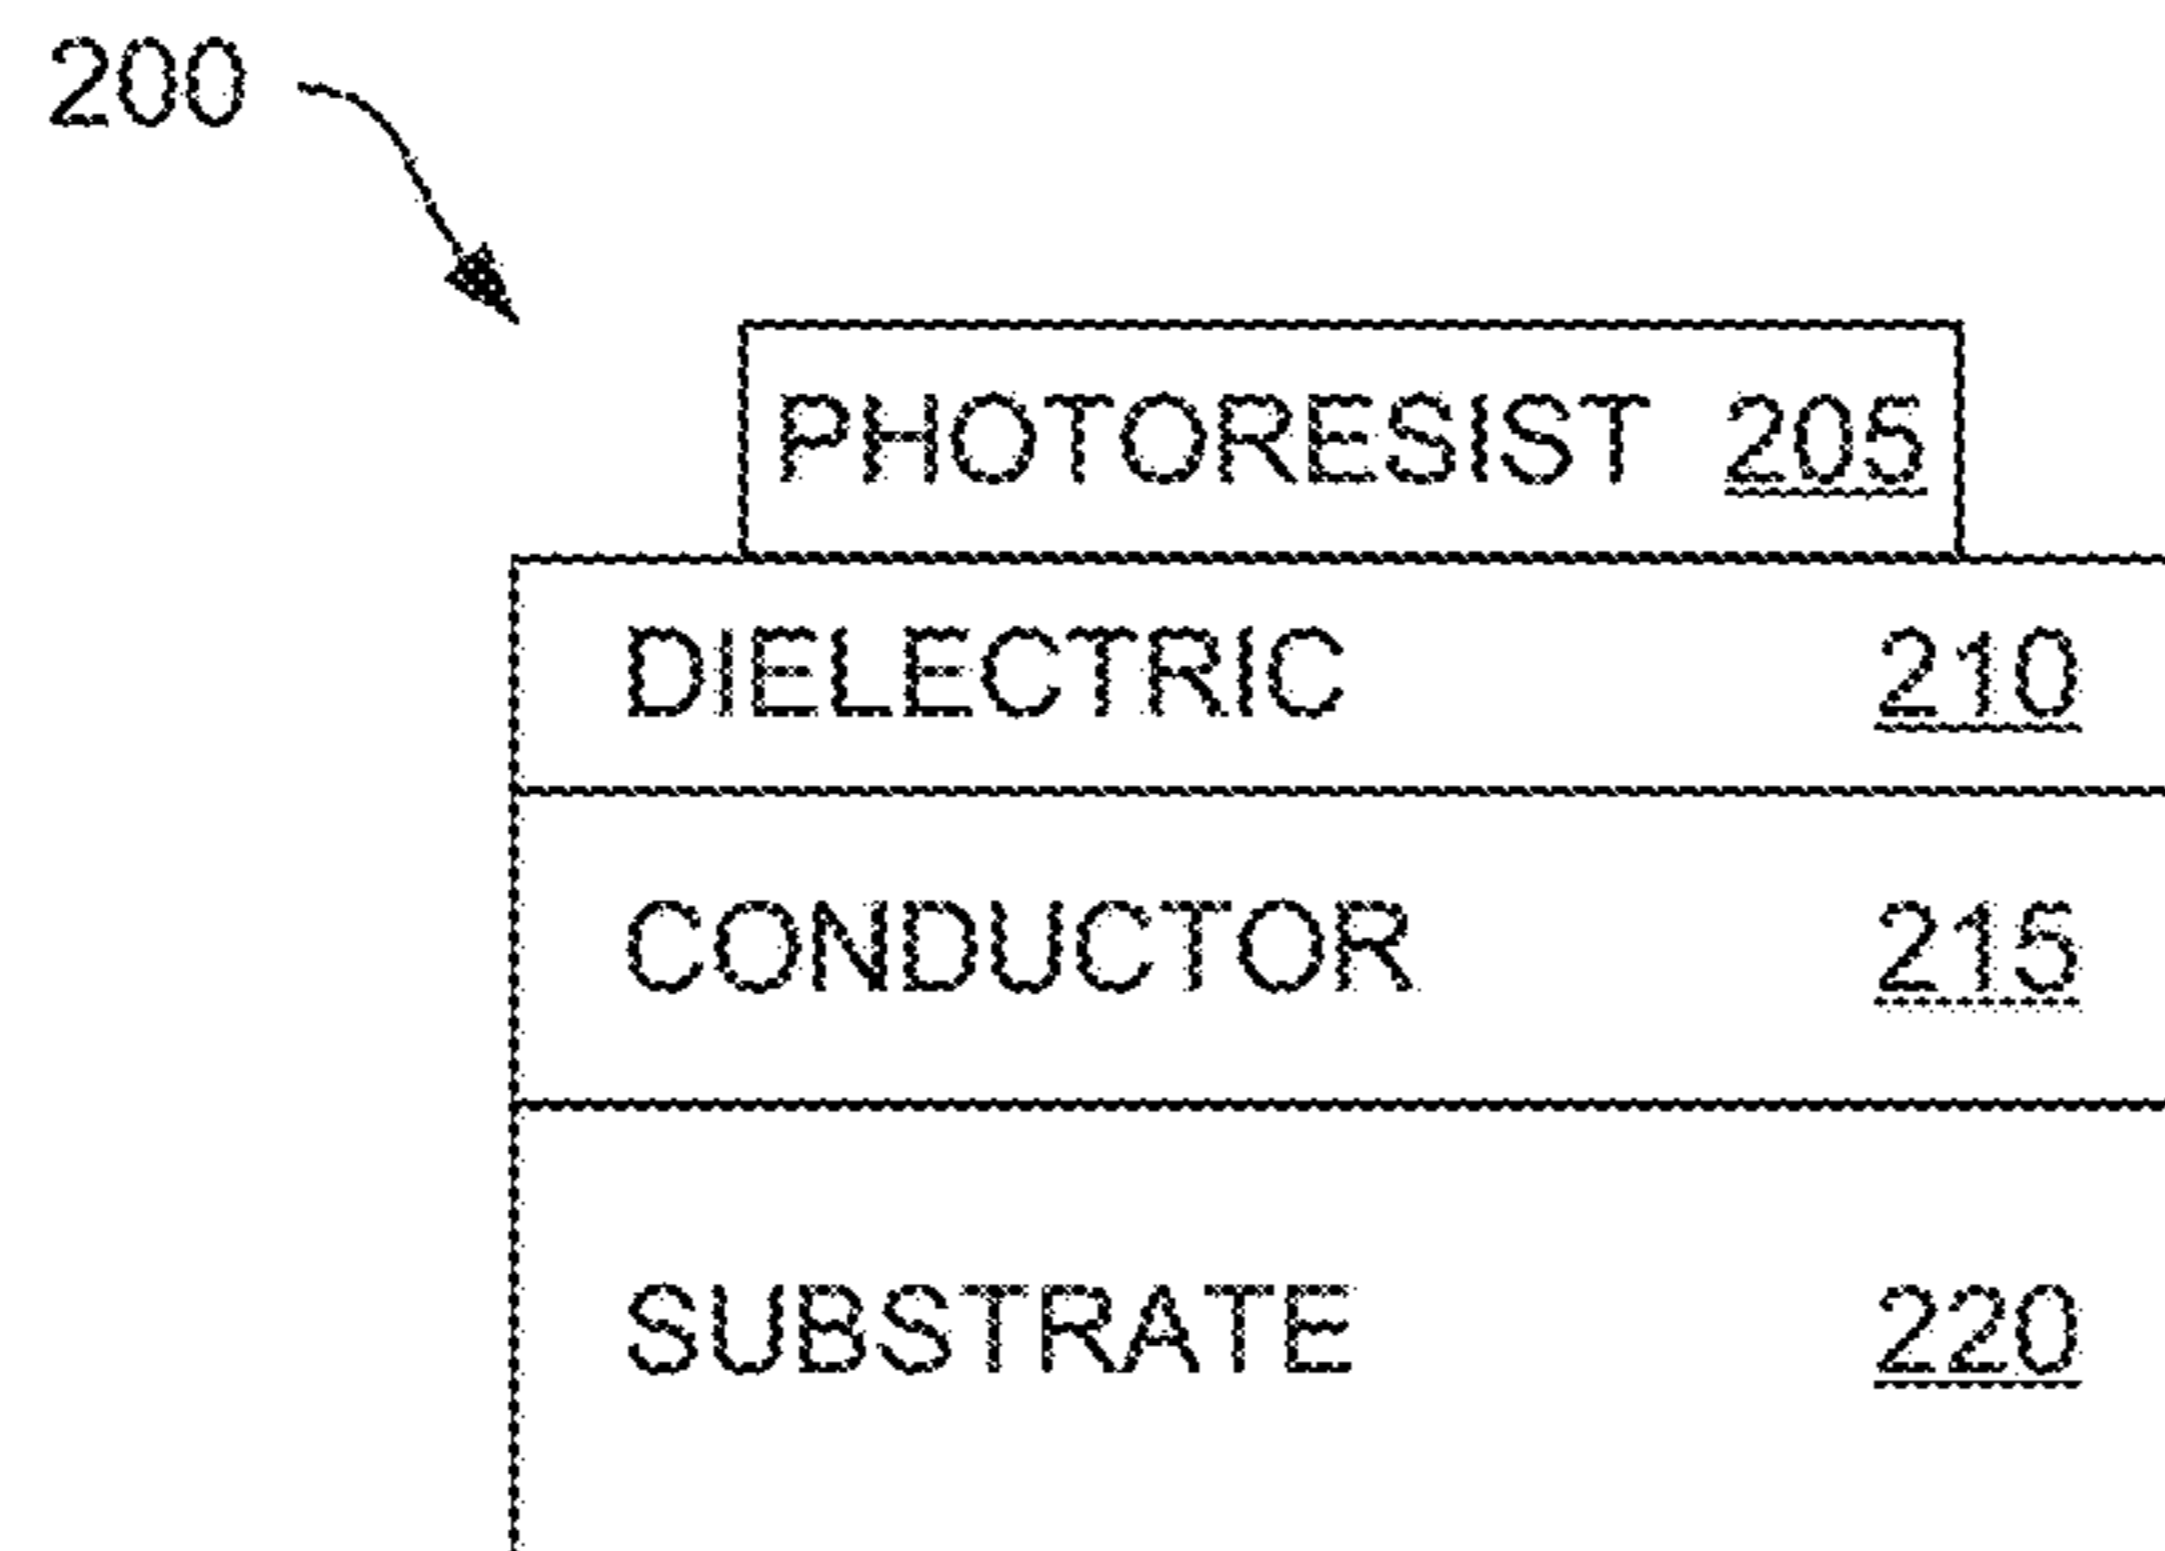 200
PHOTORESIST 205
DIELECTRIC 210
CONDUCTOR 215
SUBSTRATE 220